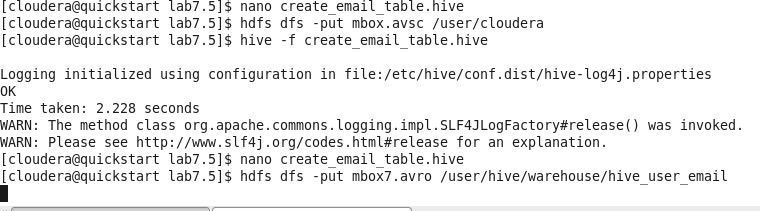 [cloudera@quickstart lab7.5]$ nano create_email_table.hive
[cloudera@quickstart lab7.5]$ hdfs dfs -put mbox.avsc /user/cloudera
[cloudera@quickstart lab7.5]$ hive -f create_email_table.hive
Logging initialized using configuration in file:/etc/hive/conf.dist/hive-log4j.properties
OK
Time taken: 2.228 seconds
WARN: The method class org.apache.commons.logging.impl.SLF4JLogFactory#release() was invoked.
WARN: Please see http://www.slf4j.org/codes.html#release for an explanation.
[cloudera@quickstart lab7.5]$ nano create_email_table.hive
[cloudera@quickstart lab7.5]$ hdfs dfs -put mbox7.avro /user/hive/warehouse/hive_user_email